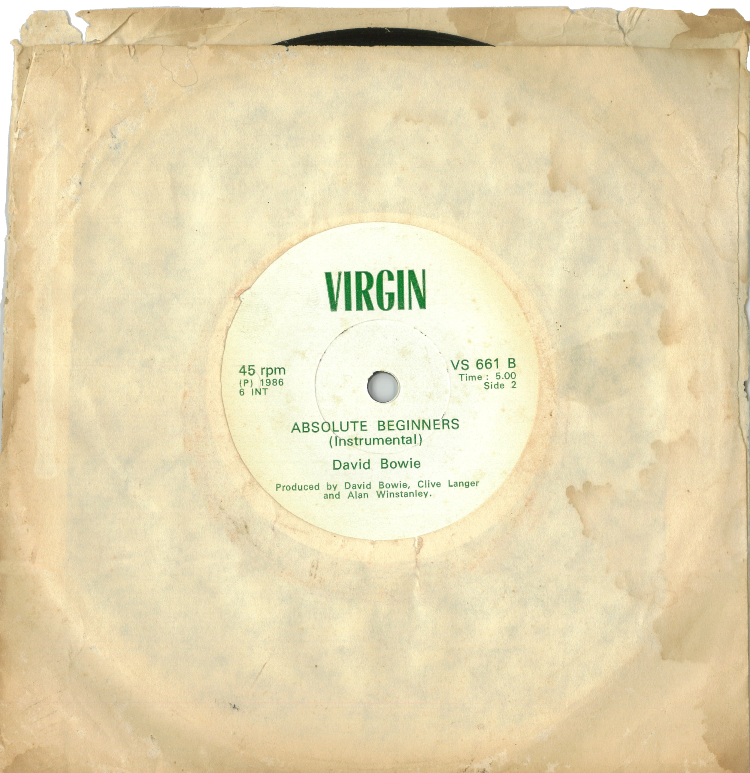 VIRGIN
45 rpm
(P) 1986
6 INT
VS 661 B
Time : 5.00
Side 2
ABSOLUTE BEGINNERS
(Instrumental)
David Bowie
Produced by David Bowie, Clive Langer
and Alan Winstanley.